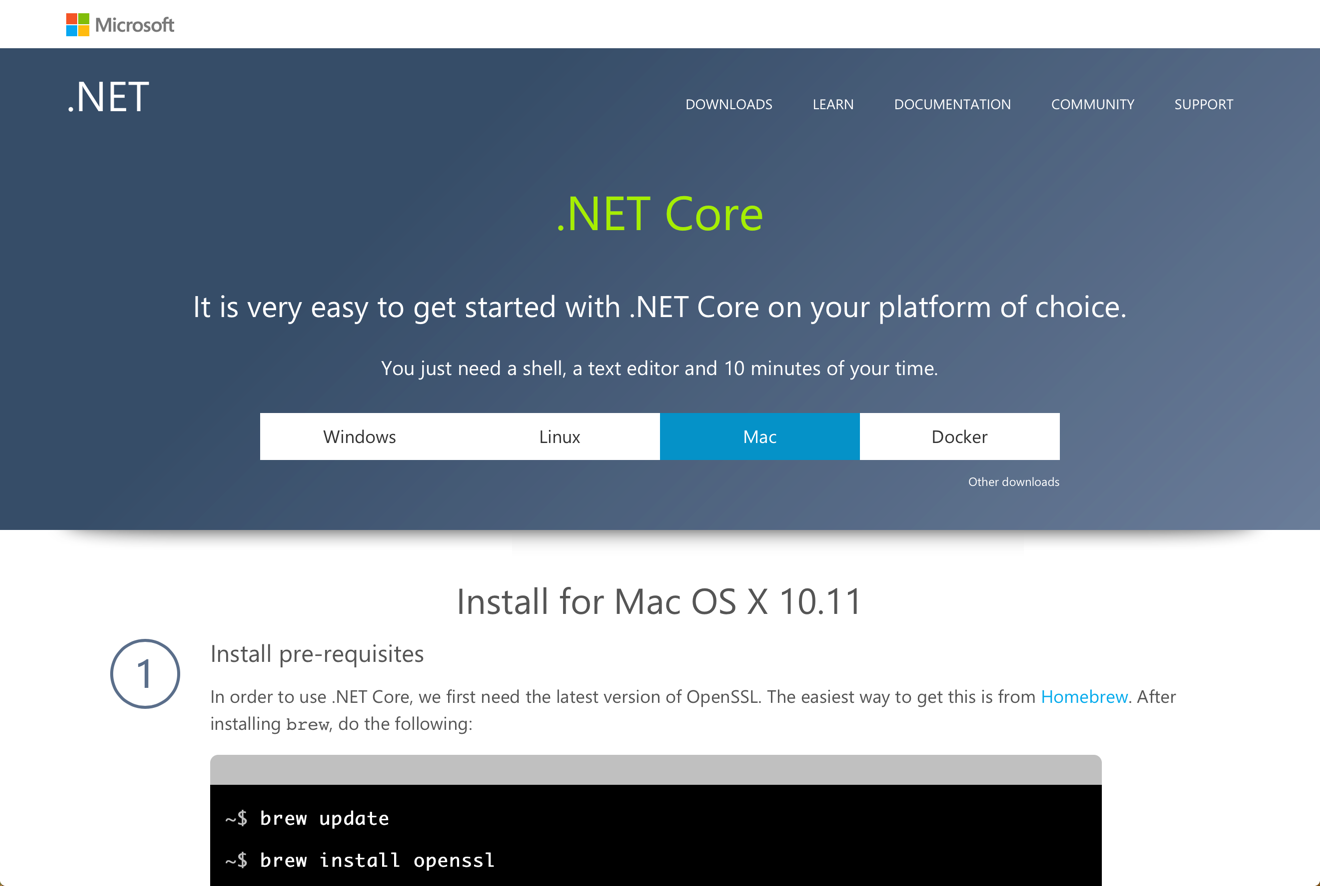 Microsoft
.NET
DOWNLOADS LEARN DOCUMENTATION COMMUNITY SUPPORT
.NET Core
It is very easy to get started with .NET Core on your platform of choice.
You just need a shell, a text editor and 10 minutes of your time.
Windows Linux Mac Docker
Other downloads
Install for Mac OS X 10.11
1
Install pre-requisites
In order to use .NET Core, we first need the latest version of OpenSSL. The easiest way to get this is from Homebrew. After
installing brew, do the following:
~$ brew update
~$ brew install openssl